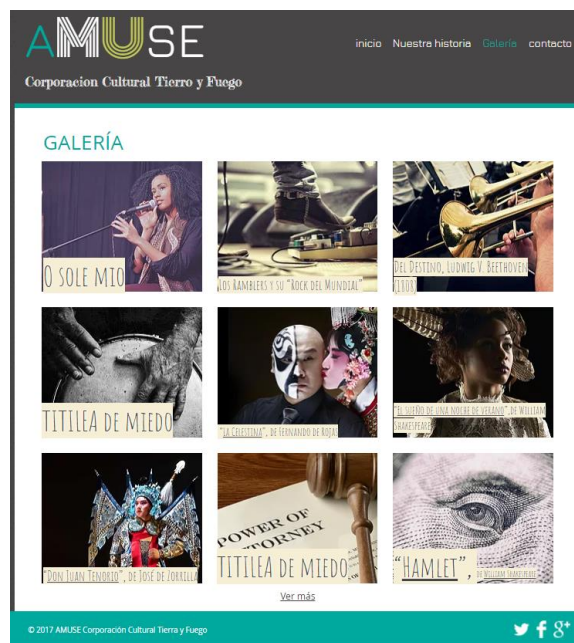 AMUSE
inicio Nuestra historia Galería contacto
Corporacion Cultural Tierro y Fuego
GALERÍA
O sole mio
Los Ramblers y su "Rock del Mundial"
Del Destino, Ludwig V. Beethoven
(1808)
TITILEA de miedo
"La Celestina", de Fernando de Rojas
"El sueño de una noche de verano", de William
Shakespeare
"Don Juan Tenorio", de José de Zorrilla
POWER OF
ATTORNEY
TITILEA de miedo
"Hamlet", de William Shakespeare
Ver más
© 2017 AMUSE Corporación Cultural Tierra y Fuego